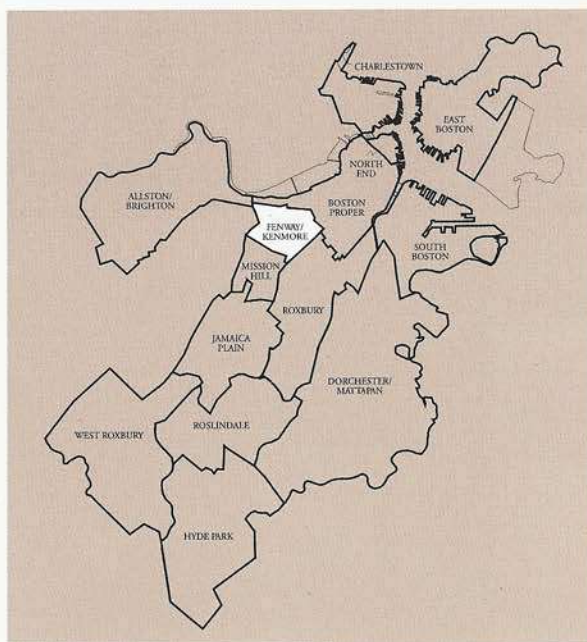 CHARLESTOWN
EAST
BOSTON
NORTH
END
ALLSTON/
BRIGHTON
BOSTON
PROPER
FENWAY/
KENMORE
SOUTH
BOSTON
MISSION
HILL
ROXBURY
JAMAICA
PLAIN
DORCHESTER/
MATTAPAN
WEST ROXBURY
ROSLINDALE
HYDE PARK